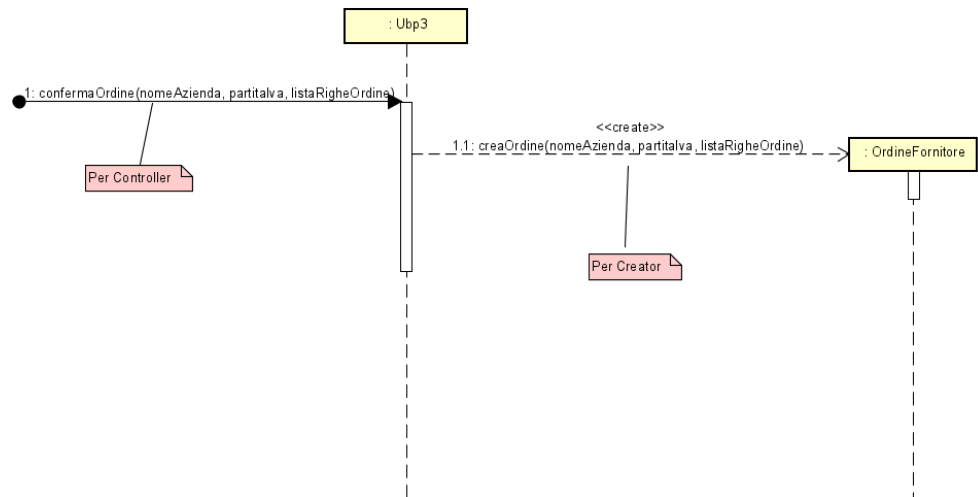 : Ubp3
1: confermaOrdine(nomeAzienda, partitaIva, listaRigheOrdine)
<<create>>
1.1: creaOrdine(nomeAzienda, partitaIva, listaRigheOrdine)
: OrdineFornitore
Per Controller
Per Creator